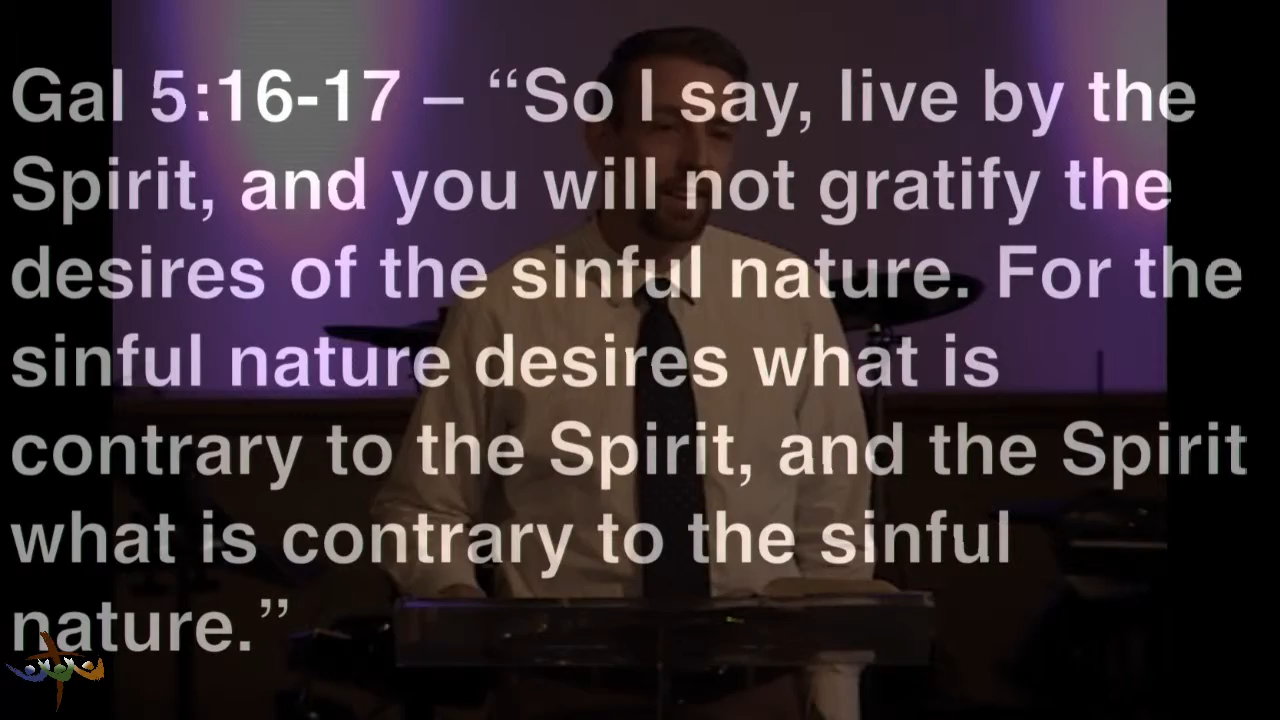 Gal 5:16-17 – “So I say, live by the
Spirit, and you will not gratify the
desires of the sinful nature. For the
sinful nature desires what is
contrary to the Spirit, and the Spirit
what is contrary to the sinful
nature.”